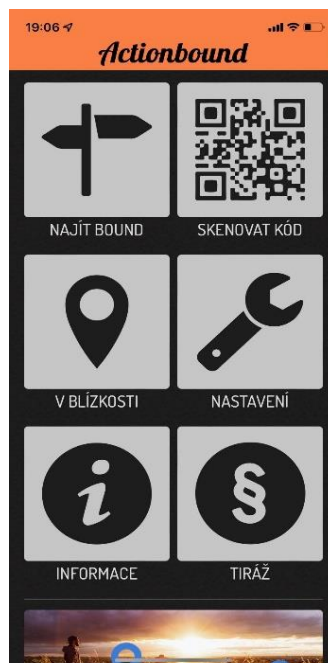 19:06
Actionbound
NAJÍT BOUND
SKENOVAT KÓD
V BLÍZKOSTI
NASTAVENÍ
i
§
INFORMACE
TIRÁŽ